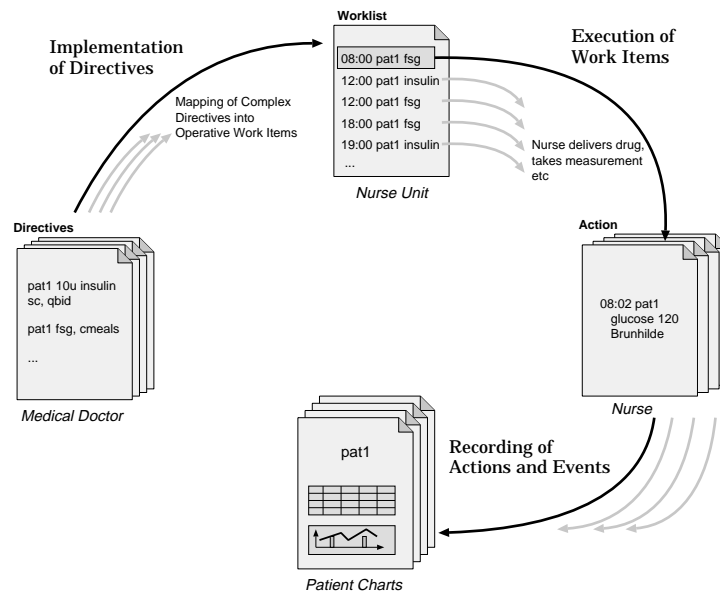 Worklist
Implementation
of Directives
Execution of
Work Items
08:00 pat1 fsg
12:00 pat1 insulin
12:00 pat1 fsg
18:00 pat1 fsg
19:00 pat1 insulin
...
Mapping of Complex
Directives into
Operative Work Items
Nurse delivers drug,
takes measurement
etc
Nurse Unit
Directives
pat1 10u insulin
sc, qbid
pat1 fsg, cmeals
...
Medical Doctor
Action
08:02 pat1
glucose 120
Brunhilde
Nurse
Recording of
Actions and Events
pat1
Patient Charts